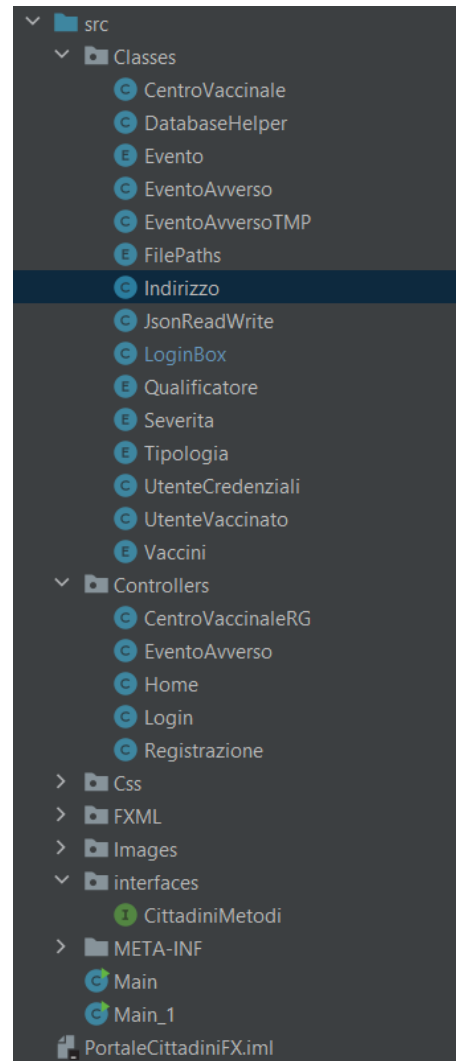 src
Classes
C CentroVaccinale
C DatabaseHelper
E Evento
C EventoAvverso
C EventoAvversoTMP
E FilePaths
C Indirizzo
C JsonReadWrite
C LoginBox
E Qualificatore
E Severita
E Tipologia
C UtenteCredenziali
C UtenteVaccinato
E Vaccini
Controllers
C CentroVaccinaleRG
C EventoAvverso
C Home
C Login
C Registrazione
Css
FXML
Images
interfaces
I CittadiniMetodi
META-INF
C Main
C Main_1
PortaleCittadiniFX.iml